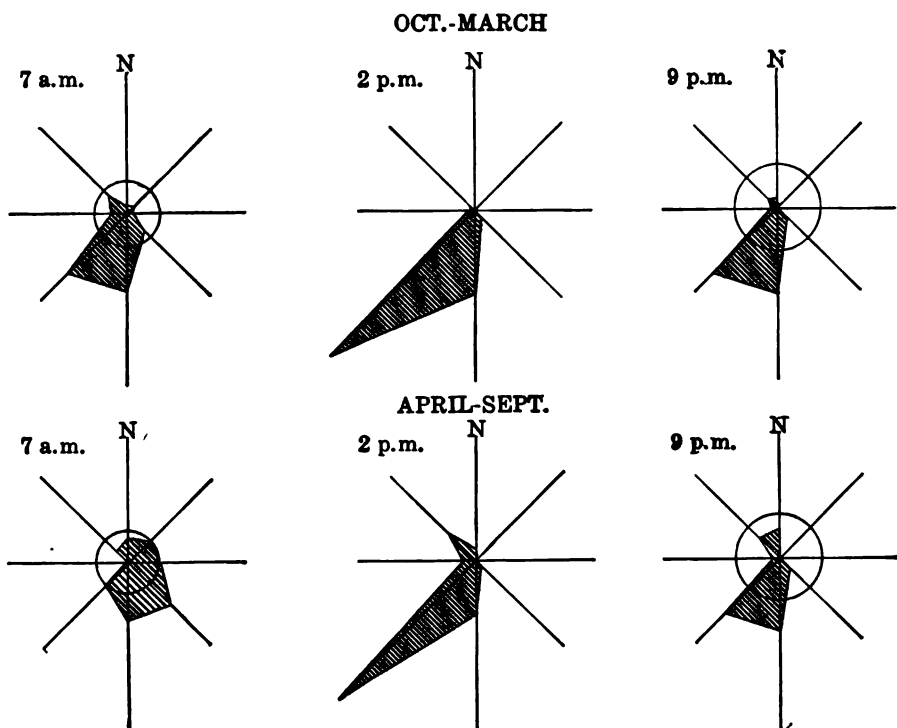 OCT.-MARCH
7 a.m.
N
2 p.m.
N
9 p.m.
N
APRIL-SEPT.
7 a.m.
N
2 p.m.
N
9 p.m.
N